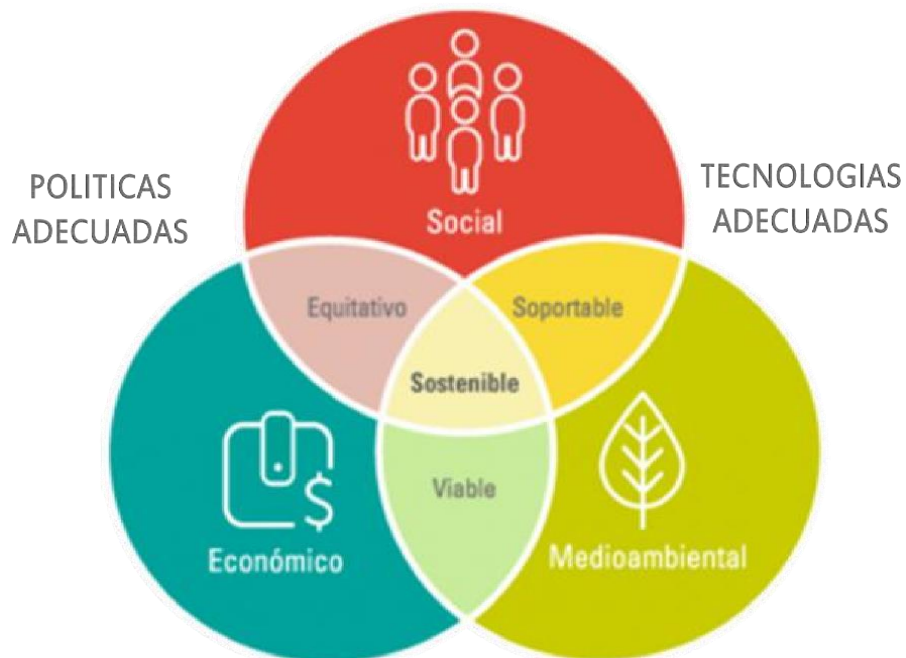 Social
POLITICAS
ADECUADAS
TECNOLOGIAS
ADECUADAS
Equitativo
Soportable
Sostenible
Viable
$
Económico
Medioambiental